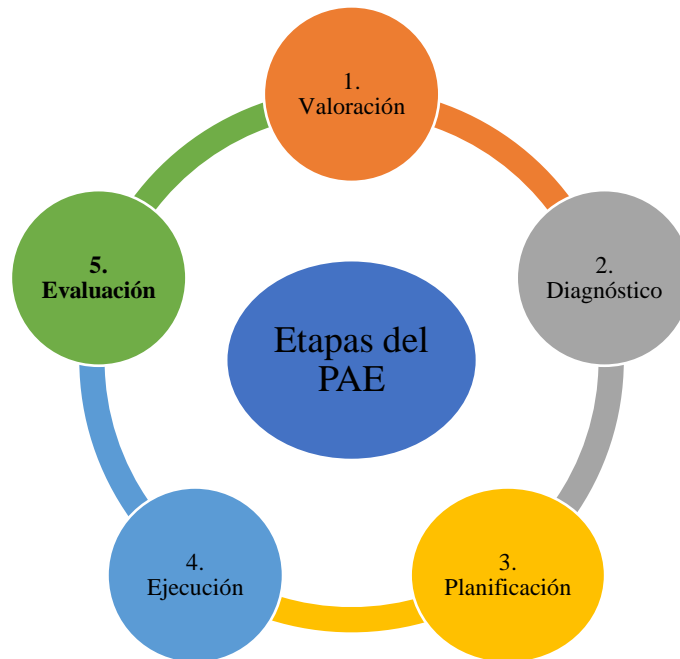 1.
Valoración
2.
Diagnóstico
3.
Planificación
4.
Ejecución
5.
Evaluación
Etapas del
PAE